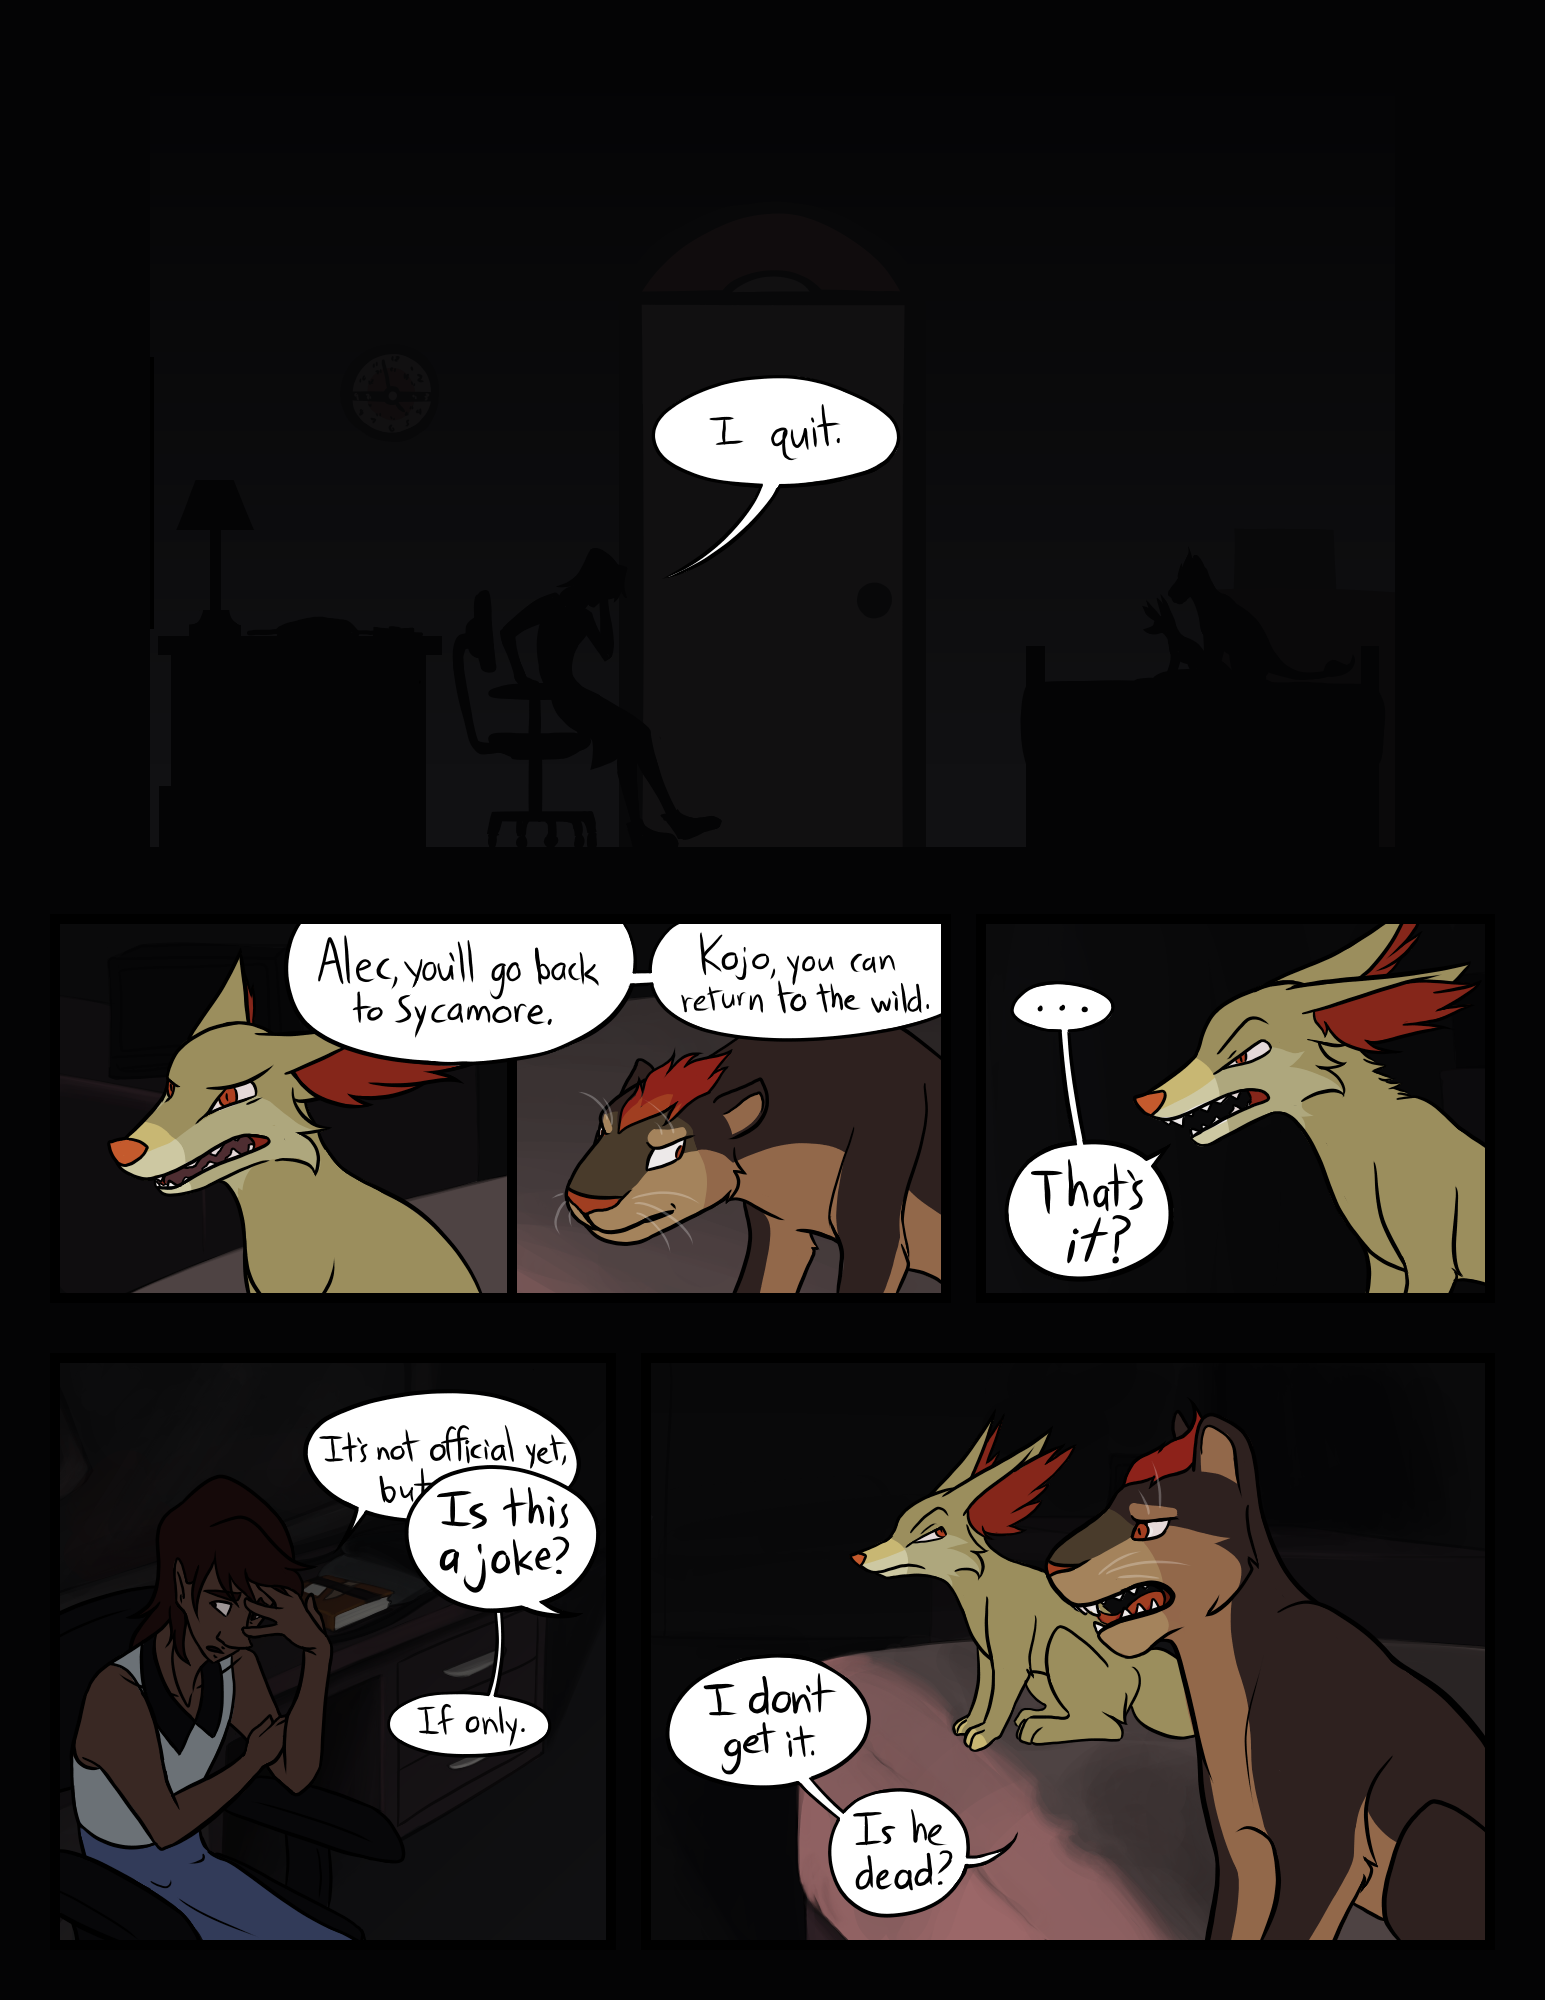 I quit.
Alec, you'll go back
to Sycamore.
Kojo, you can
return to the wild.
...
That's
it?
It's not official yet,
but
Is this
a joke?
If only.
I don't
get it.
Is he
dead?